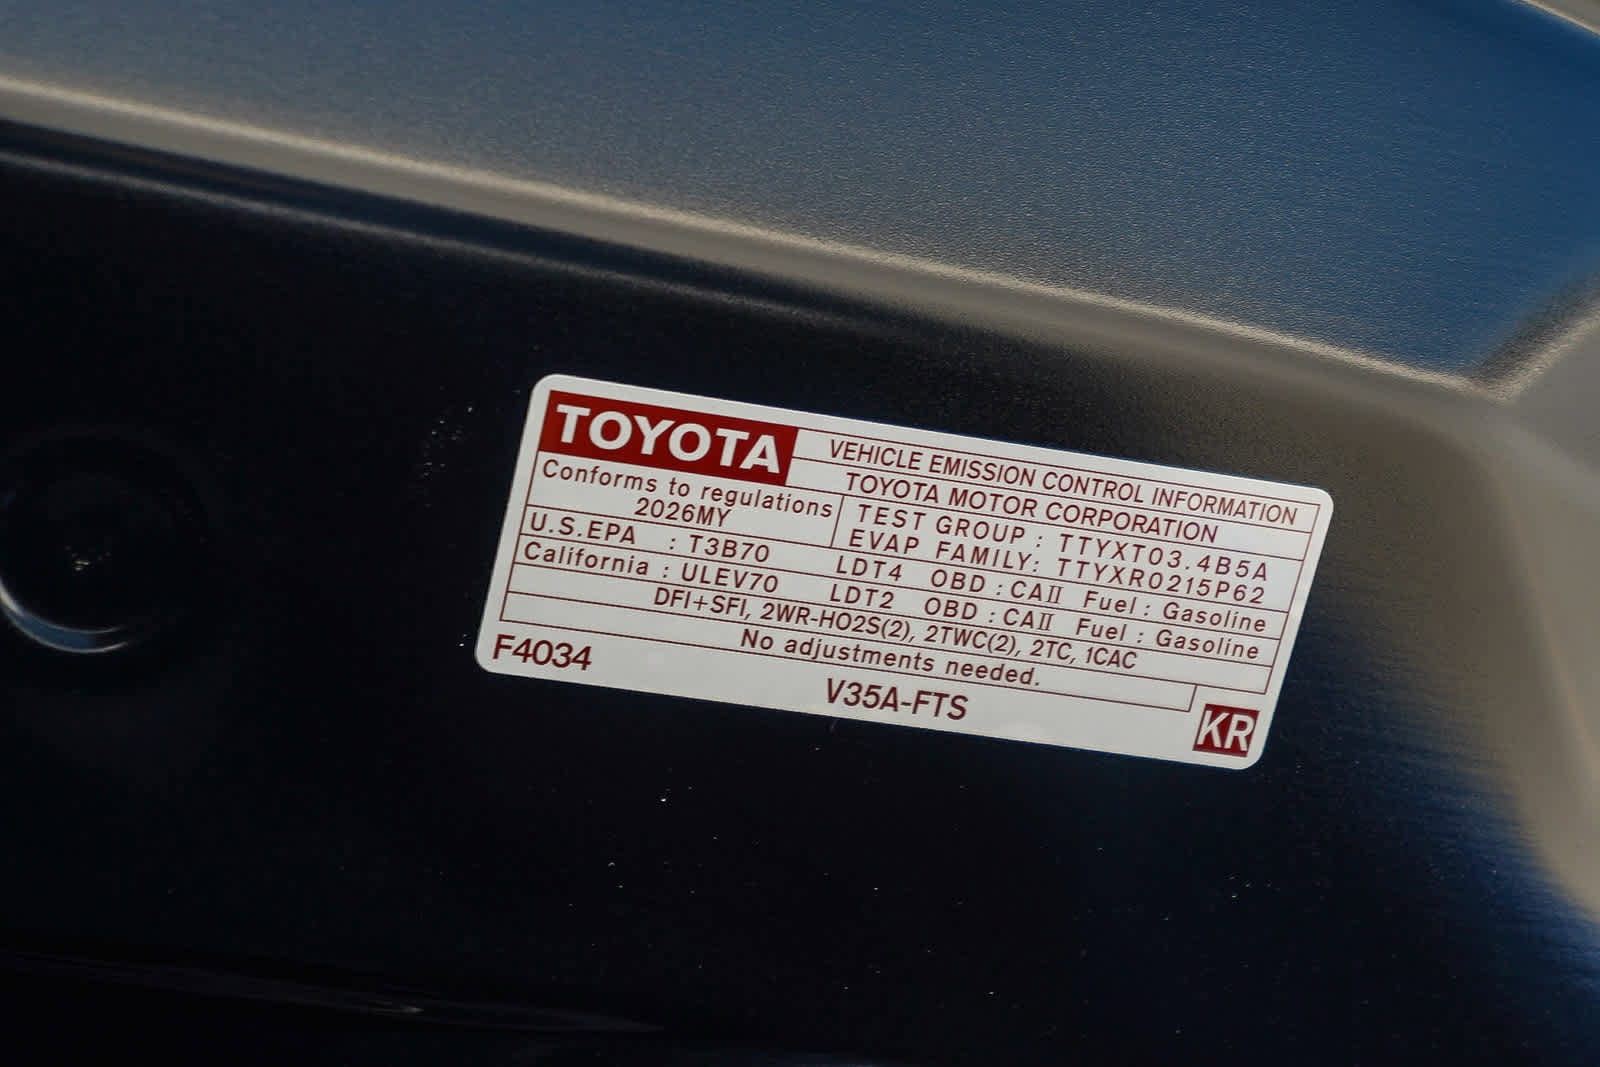 TOYOTA VEHICLE EMISSION CONTROL INFORMATION
TOYOTA MOTOR CORPORATION
Conforms to regulations
2026MY
TEST GROUP : TTYXT03.4B5A
EVAP FAMILY: TTYXR0215P62
U.S.EPA : T3B70 LDT4 OBD : CAⅡ Fuel : Gasoline
California : ULEV70 LDT2 OBD : CAⅡ Fuel : Gasoline
DFI+SFI, 2WR-HO2S(2), 2TWC(2), 2TC, 1CAC
No adjustments needed.
F4034 V35A-FTS KR